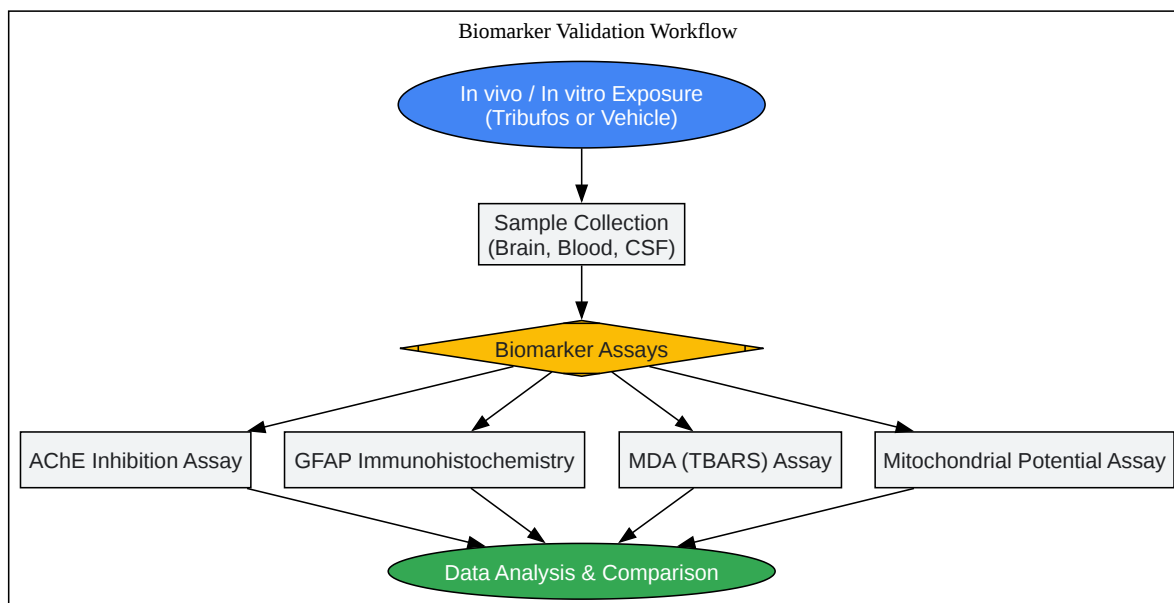 Biomarker Validation Workflow
In vivo / In vitro Exposure
(Tribufos or Vehicle)
Sample Collection
(Brain, Blood, CSF)
Biomarker Assays
AChE Inhibition Assay
GFAP Immunohistochemistry
MDA (TBARS) Assay
Mitochondrial Potential Assay
Data Analysis & Comparison